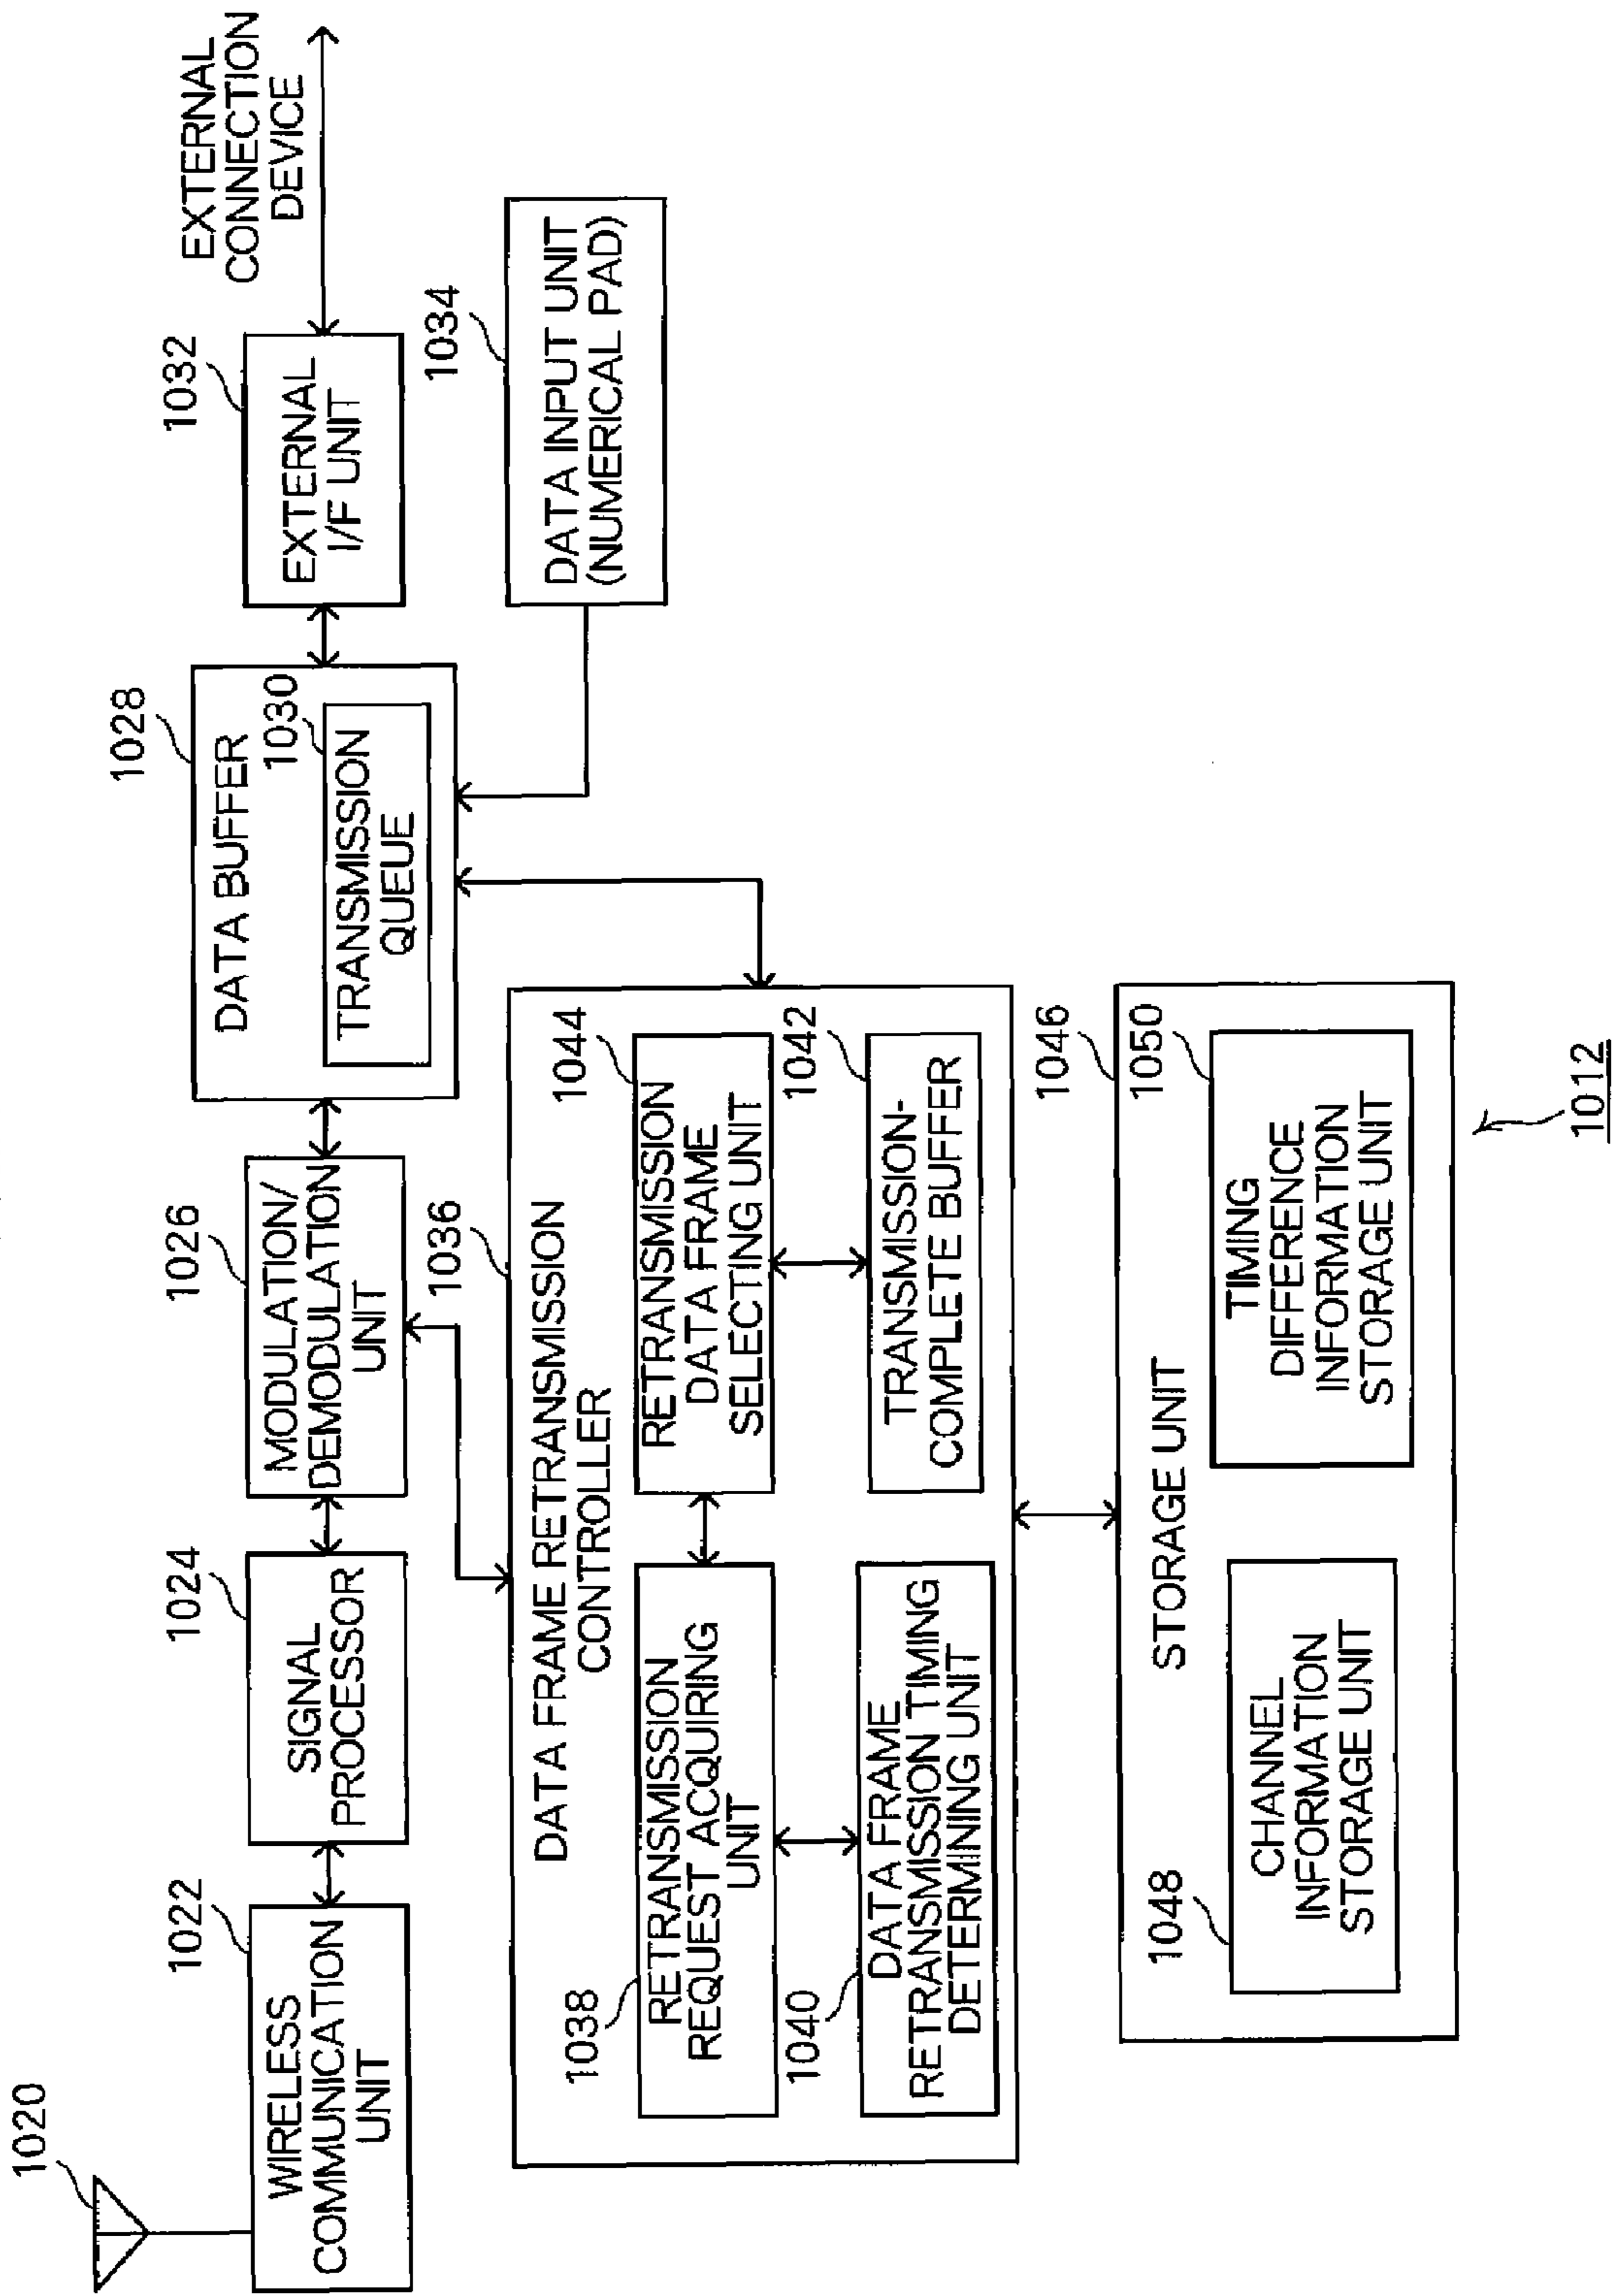 1020
1022
WIRELESS
COMMUNICATION
UNIT
1024
SIGNAL
PROCESSOR
1026
MODULATION/
DEMODULATION
UNIT
1028
DATA BUFFER
1030
TRANSMISSION
QUEUE
1032
EXTERNAL
I/F UNIT
EXTERNAL
CONNECTION
DEVICE
1034
DATA INPUT UNIT
(NUMERICAL PAD)
1036
DATA FRAME RETRANSMISSION
CONTROLLER
1038
RETRANSMISSION
REQUEST ACQUIRING
UNIT
1044
RETRANSMISSION
DATA FRAME
SELECTING UNIT
1040
DATA FRAME
RETRANSMISSION TIMING
DETERMINING UNIT
1042
TRANSMISSION-
COMPLETE BUFFER
1046
STORAGE UNIT
1048
CHANNEL
INFORMATION
STORAGE UNIT
1050
TIMING
DIFFERENCE
INFORMATION
STORAGE UNIT
1012